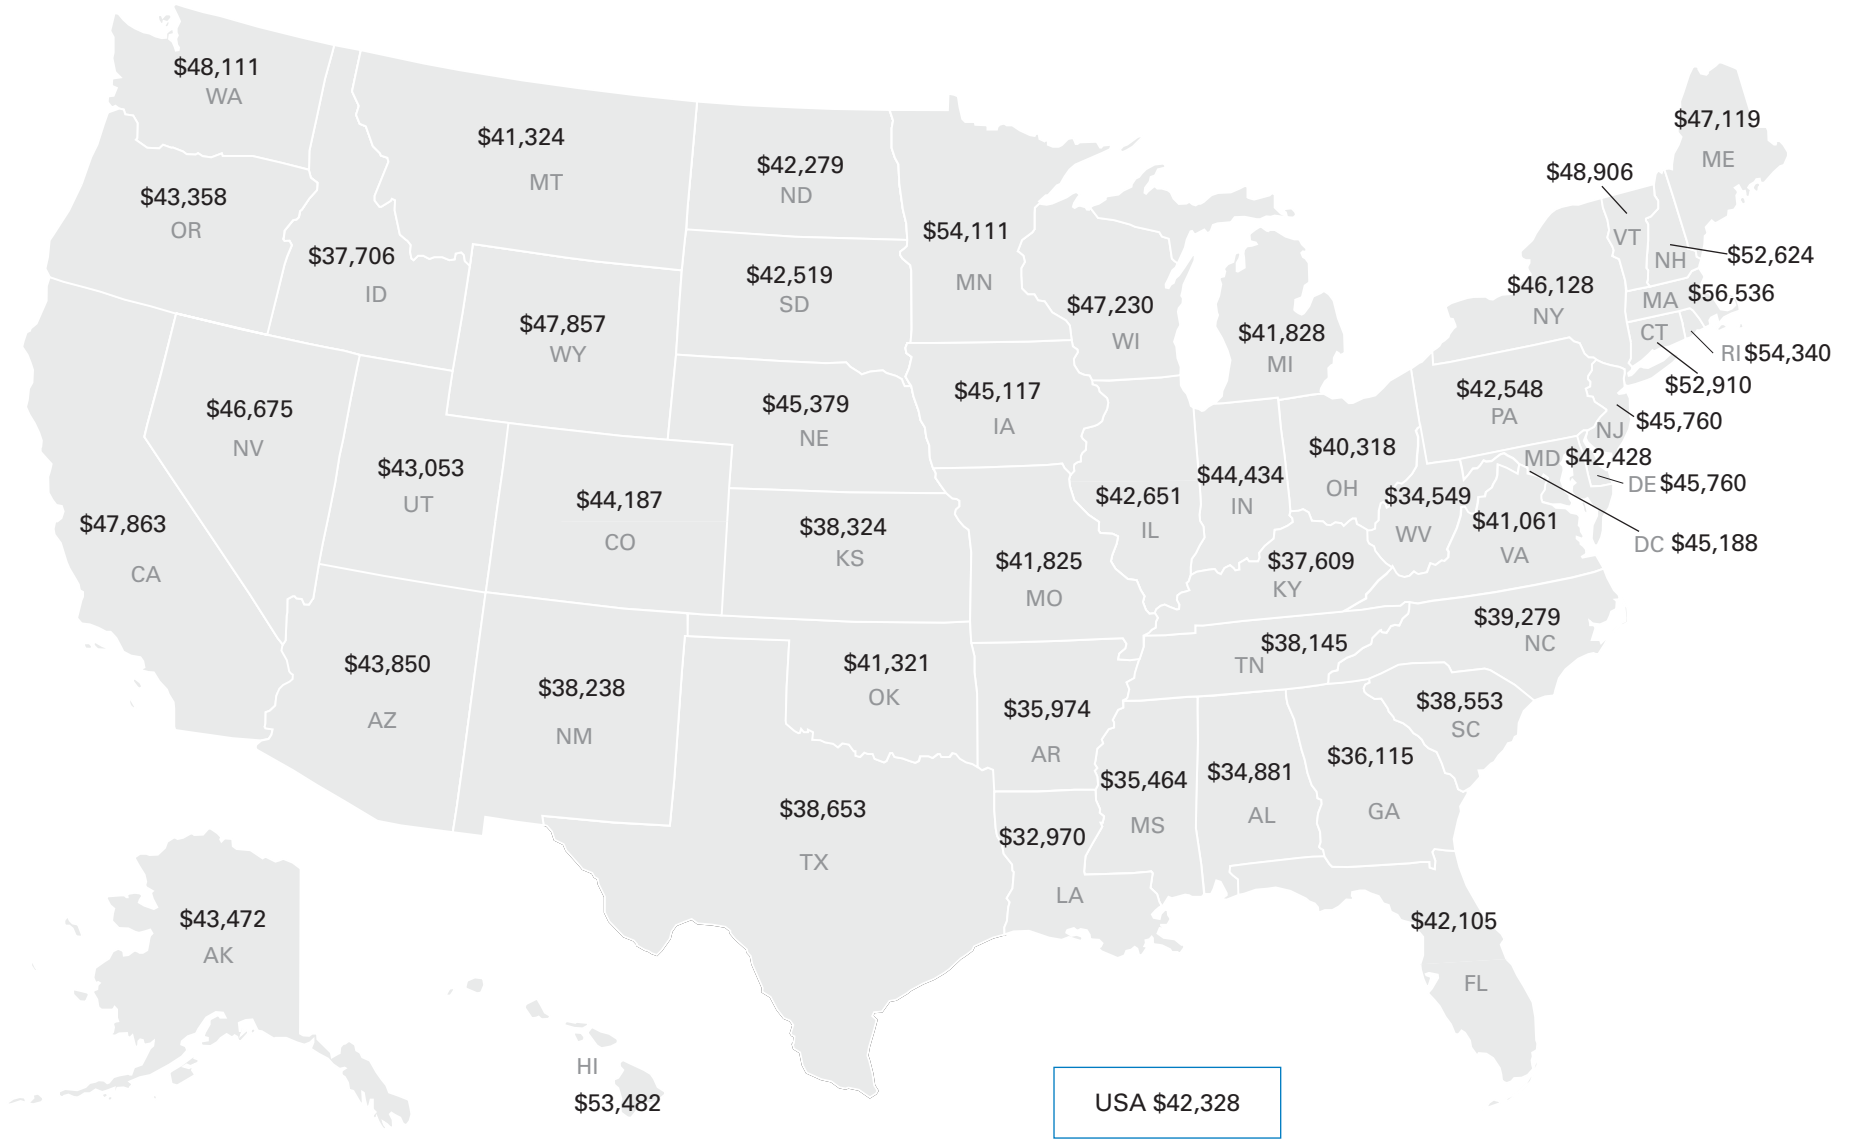 $48,111
WA
$43,358
OR
$37,706
ID
$41,324
MT
$42,279
ND
$42,519
SD
$54,111
MN
$47,230
WI
$41,828
MI
$47,857
WY
$46,675
NV
$43,053
UT
$44,187
CO
$45,379
NE
$45,117
IA
$38,324
KS
$41,825
MO
$42,651
IL
$44,434
IN
$40,318
OH
$37,609
KY
$34,549
WV
$41,061
VA
$47,863
CA
$43,850
AZ
$38,238
NM
$41,321
OK
$35,974
AR
$38,145
TN
$39,279
NC
$38,553
SC
$36,115
GA
$34,881
AL
$35,464
MS
$32,970
LA
$38,653
TX
$42,105
FL
$47,119
ME
$48,906
VT
$52,624
NH
$46,128
NY
MA $56,536
CT
$52,910
RI $54,340
$42,548
PA
NJ $45,760
MD $42,428
DE $45,760
DC $45,188
$43,472
AK
HI
$53,482
USA $42,328